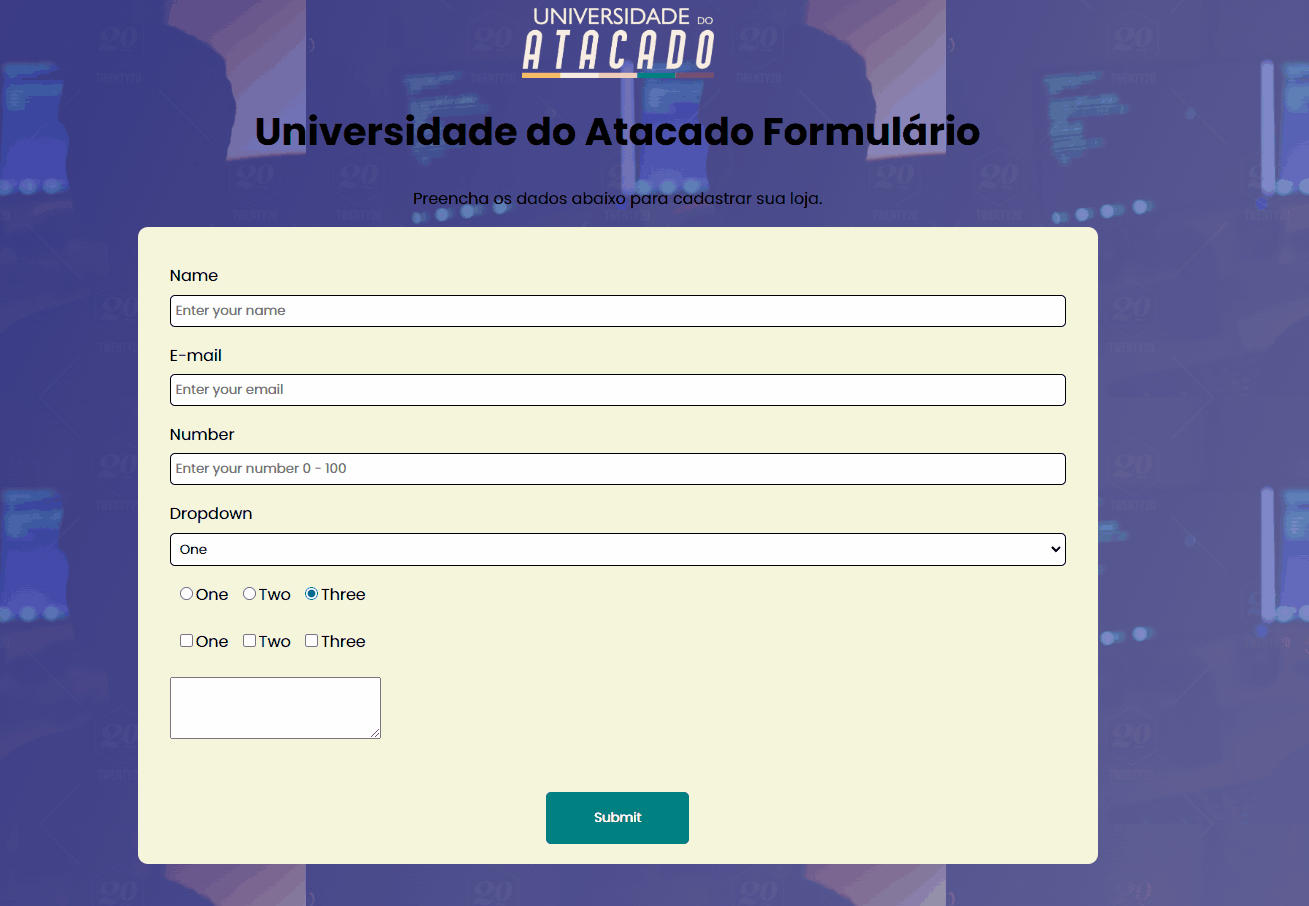 UNIVERSIDADE DO
ATACADO
Universidade do Atacado Formulário
Preencha os dados abaixo para cadastrar sua loja.
Name
Enter your name
E-mail
Enter your email
Number
Enter your number 0 - 100
Dropdown
One
One Two Three
One Two Three
Submit